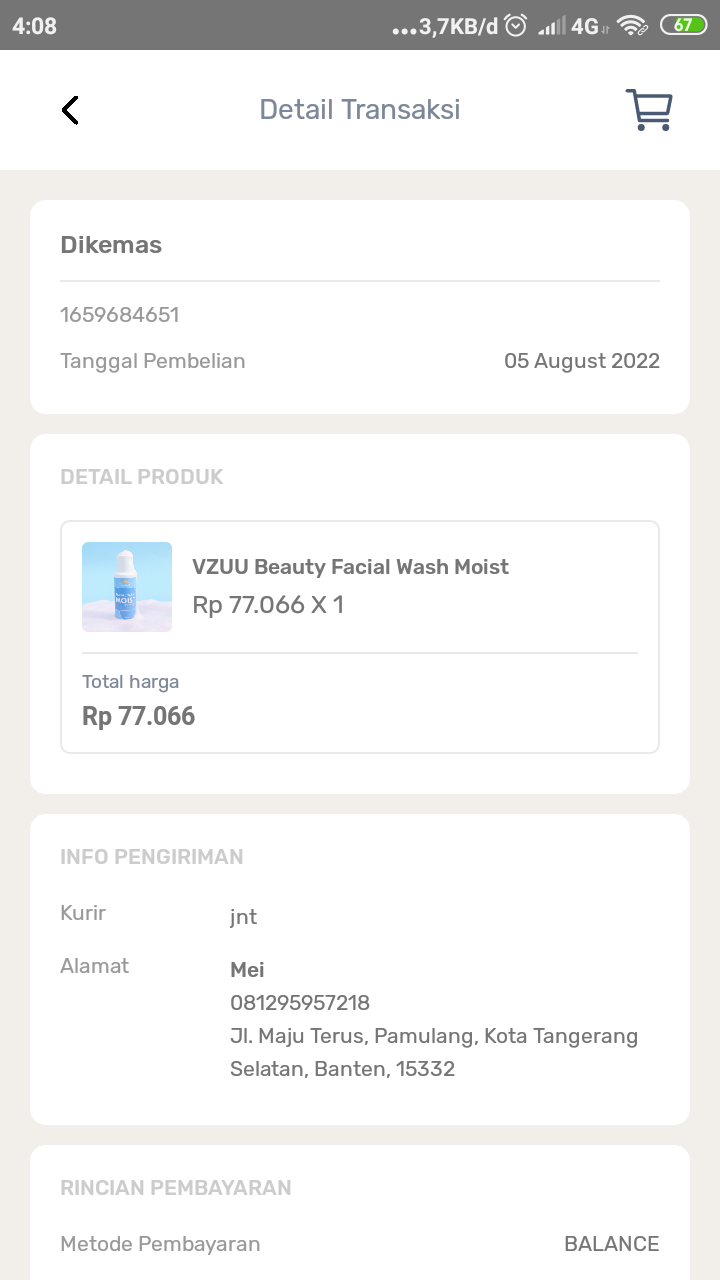 4:08
...3,7KB/d
4G
67
Detail Transaksi
Dikemas
1659684651
Tanggal Pembelian
05 August 2022
DETAIL PRODUK
MOIST
VZUU Beauty Facial Wash Moist
Rp 77.066 X 1
Total harga
Rp 77.066
INFO PENGIRIMAN
Kurir
jnt
Alamat
Mei
081295957218
Jl. Maju Terus, Pamulang, Kota Tangerang
Selatan, Banten, 15332
RINCIAN PEMBAYARAN
Metode Pembayaran
BALANCE